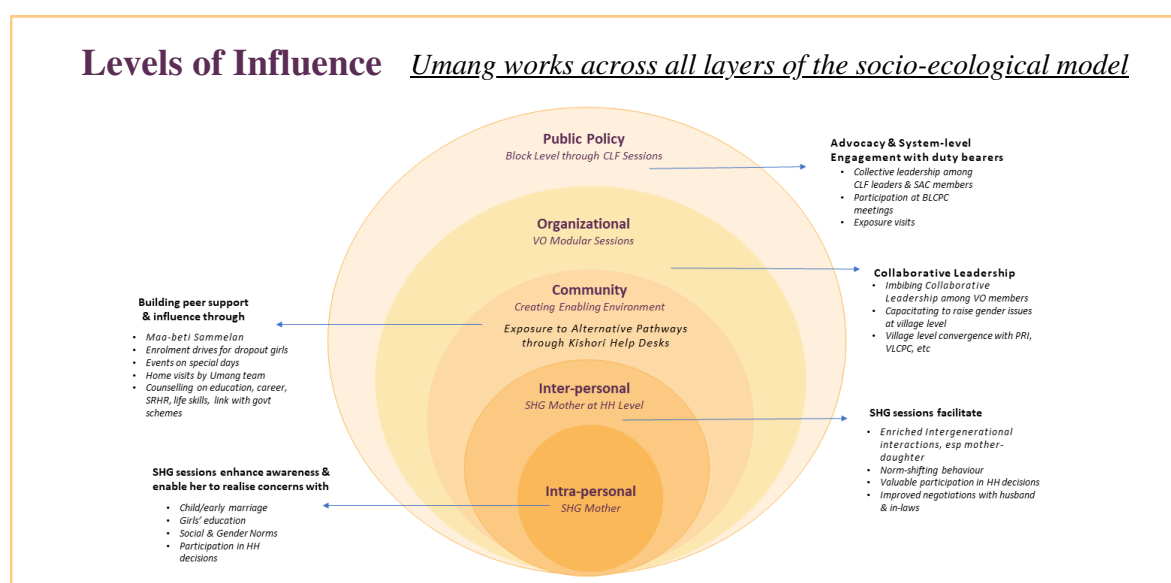 Levels of Influence Umang works across all layers of the socio-ecological model
Public Policy
Block Level through CLF Sessions
Advocacy & System-level
Engagement with duty bearers
• Collective leadership among
CLF leaders & SAC members
• Participation at BLCPC
meetings
• Exposure visits
Organizational
VO Modular Sessions
Collaborative Leadership
• Imbibing Collaborative
Leadership among VO members
• Capacitating to raise gender issues
at village level
• Village level convergence with PRI,
VLCPC, etc
Community
Creating Enabling Environment
Exposure to Alternative Pathways
through Kishori Help Desks
Building peer support
& influence through
• Maa-beti Sammelan
• Enrolment drives for dropout girls
• Events on special days
• Home visits by Umang team
• Counselling on education, career,
SRHR, life skills, link with govt
schemes
Inter-personal
SHG Mother at HH Level
SHG sessions facilitate
• Enriched Intergenerational
interactions, esp mother-
daughter
• Norm-shifting behaviour
• Valuable participation in HH decisions
• Improved negotiations with husband
& in-laws
SHG sessions enhance awareness &
enable her to realise concerns with
• Child/early marriage
• Girls' education
• Social & Gender Norms
• Participation in HH
decisions
Intra-personal
SHG Mother